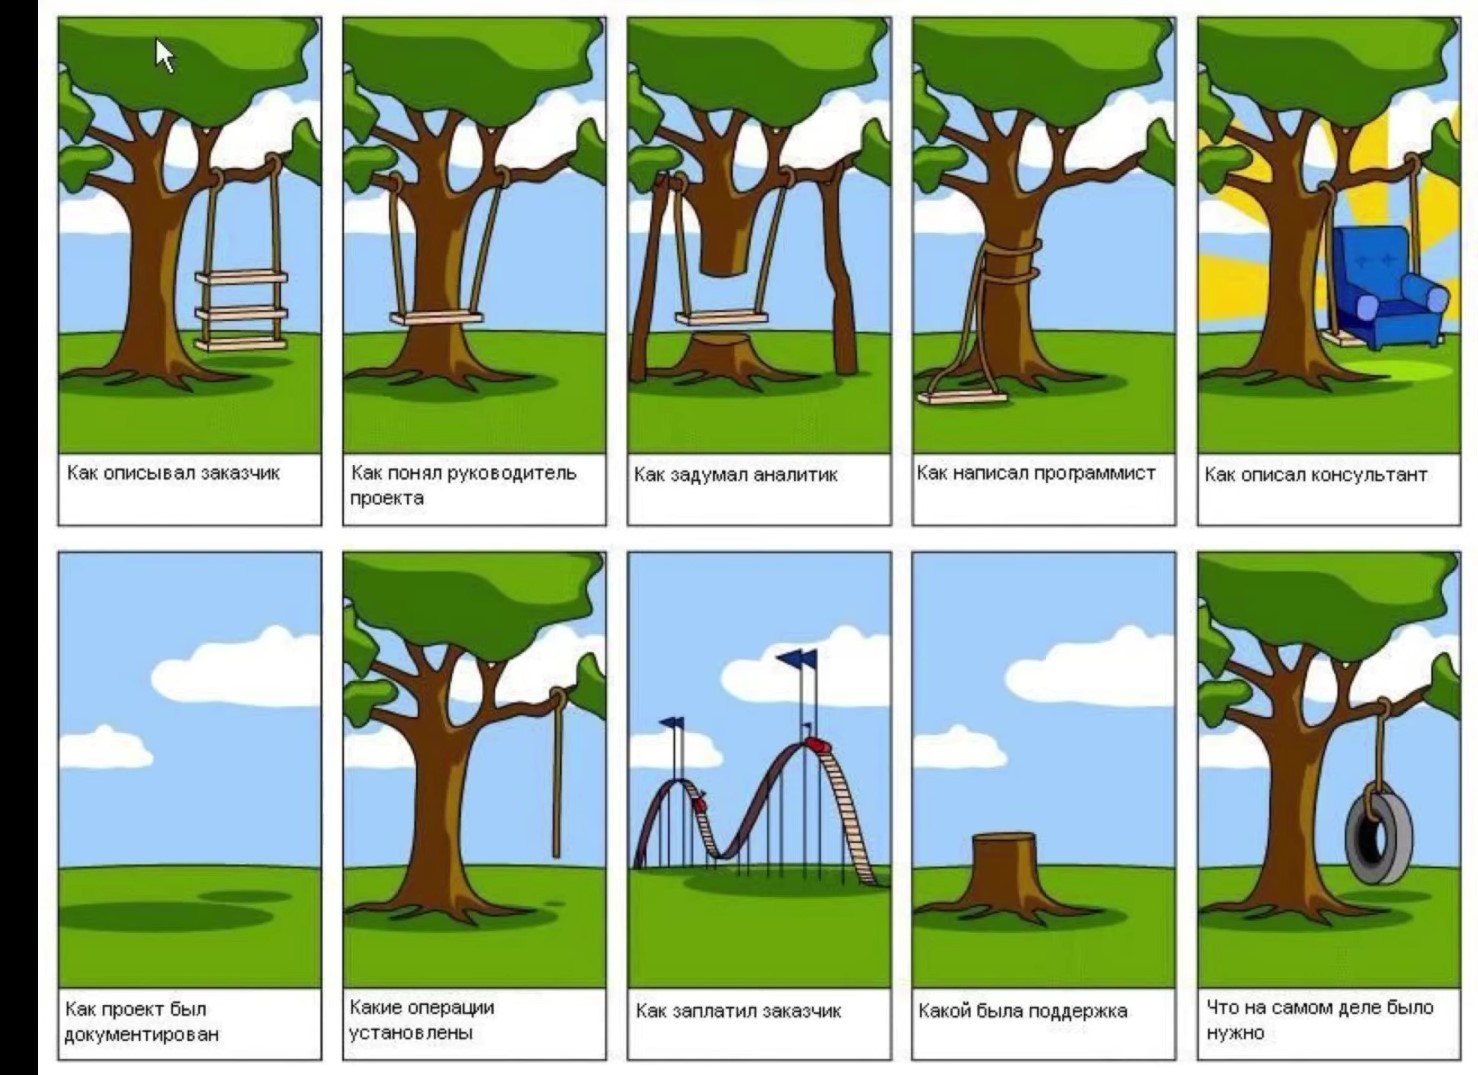 Как описывал заказчик
Как понял руководитель
проекта
Как задумал аналитик
Как написал программист
Как описал консультант
Как проект был
документирован
Какие операции
установлены
Как заплатил заказчик
Какой была поддержка
Что на самом деле было
нужно